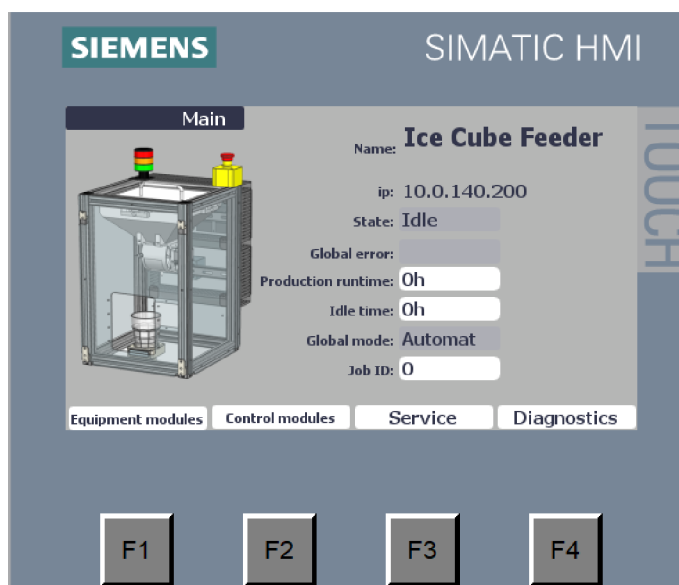 SIEMENS
SIMATIC HMI
TOUCH
Main
Name: Ice Cube Feeder
ip: 10.0.140.200
State: Idle
Global error:
Production runtime: 0h
Idle time: 0h
Global mode: Automat
Job ID: 0
Equipment modules Control modules Service Diagnostics
F1 F2 F3 F4